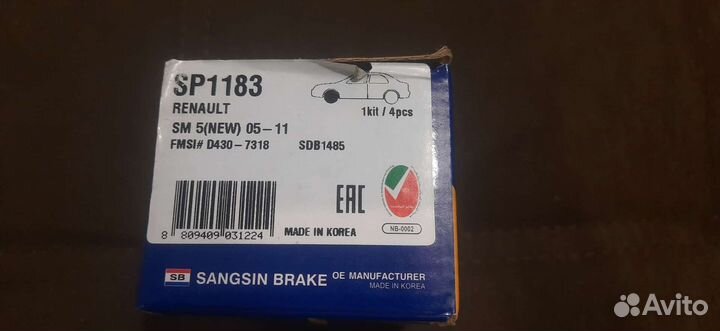 SP1183
RENAULT
1kit / 4pcs
SM 5(NEW) 05-11
FMSI# D430-7318 SDB1485
EAC
NB-0002
8 809409 031224
MADE IN KOREA
SB SANGSIN BRAKE OE MANUFACTURER
MADE IN KOREA
Avito